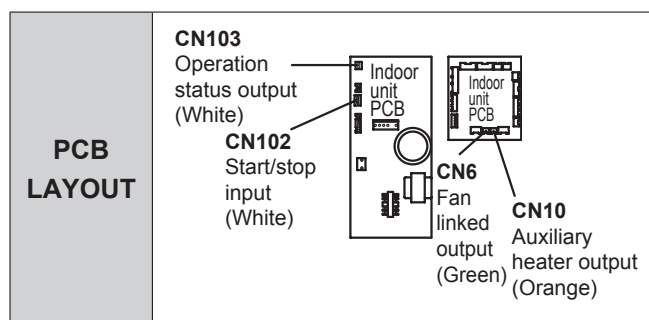 PCB
LAYOUT
CN103
Operation
status output
(White)
CN102
Start/stop
input
(White)
Indoor
unit
PCB
Indoor
unit
PCB
CN6
Fan
linked
output
(Green)
CN10
Auxiliary
heater output
(Orange)